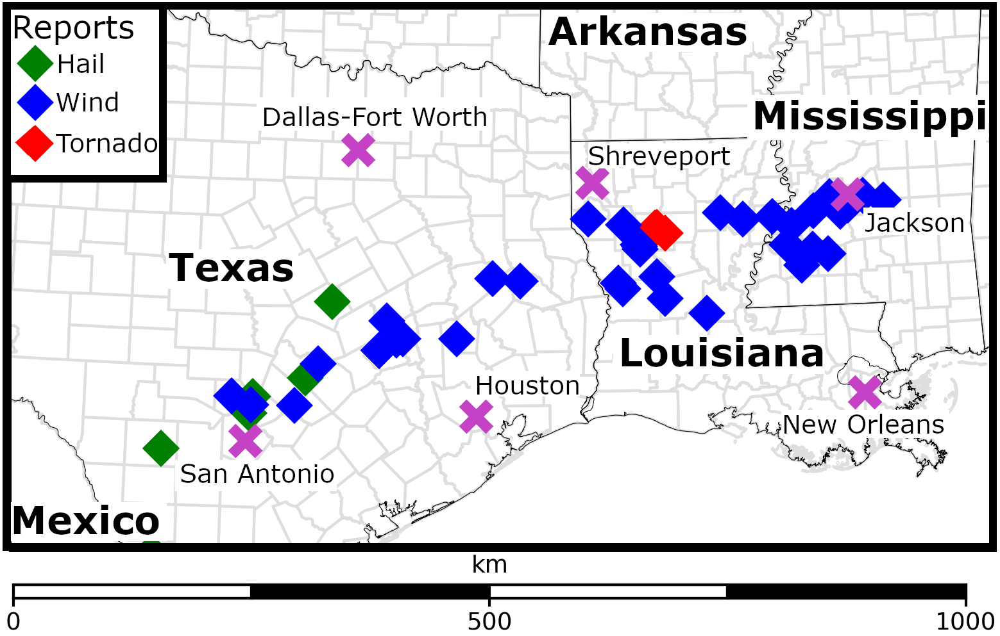 Reports
Hail
Wind
Tornado
Arkansas
Mississippi
Dallas-Fort Worth
Shreveport
Jackson
Texas
Louisiana
Houston
New Orleans
San Antonio
Mexico
km
0 500 1000